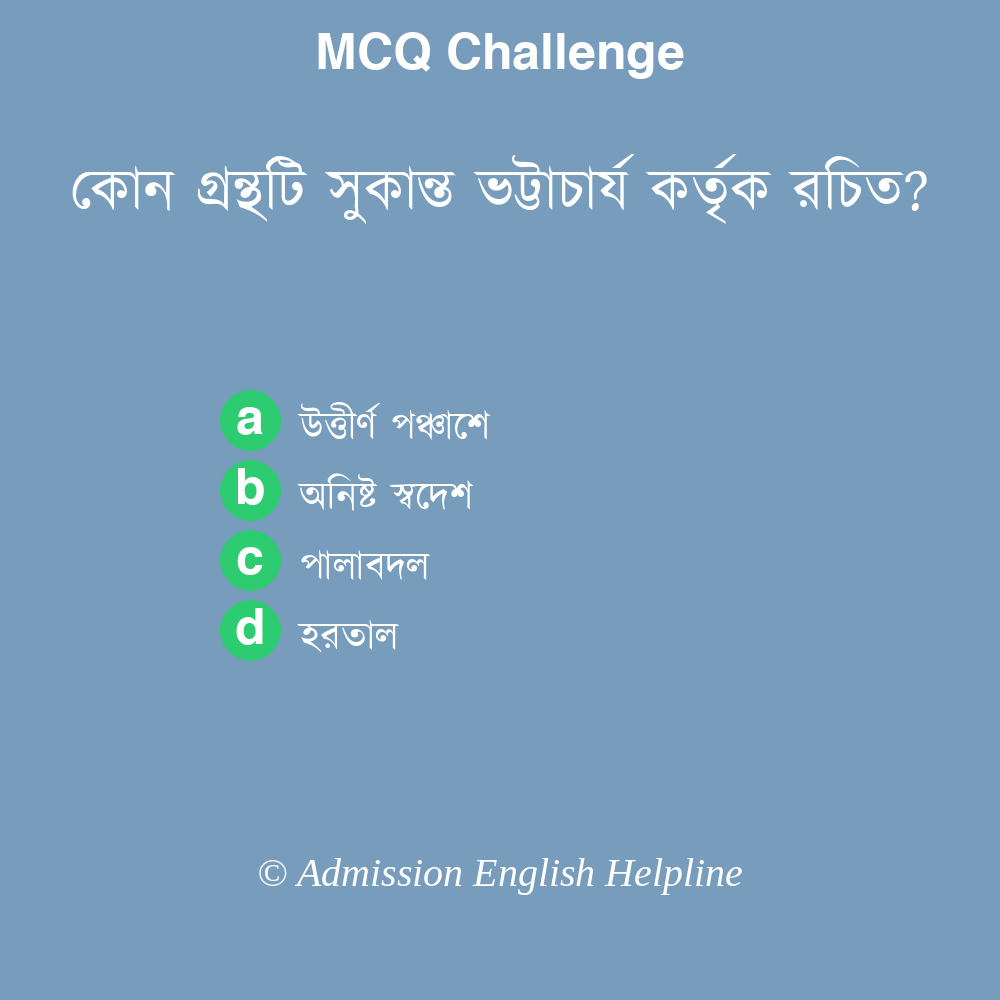 MCQ Challenge
কোন গ্রন্থটি সুকান্ত ভট্টাচার্য কর্তৃক রচিত?
a উত্তীর্ণ পঞ্চাশে
b অনিষ্ট স্বদেশ
c পালাবদল
d হরতাল
© Admission English Helpline